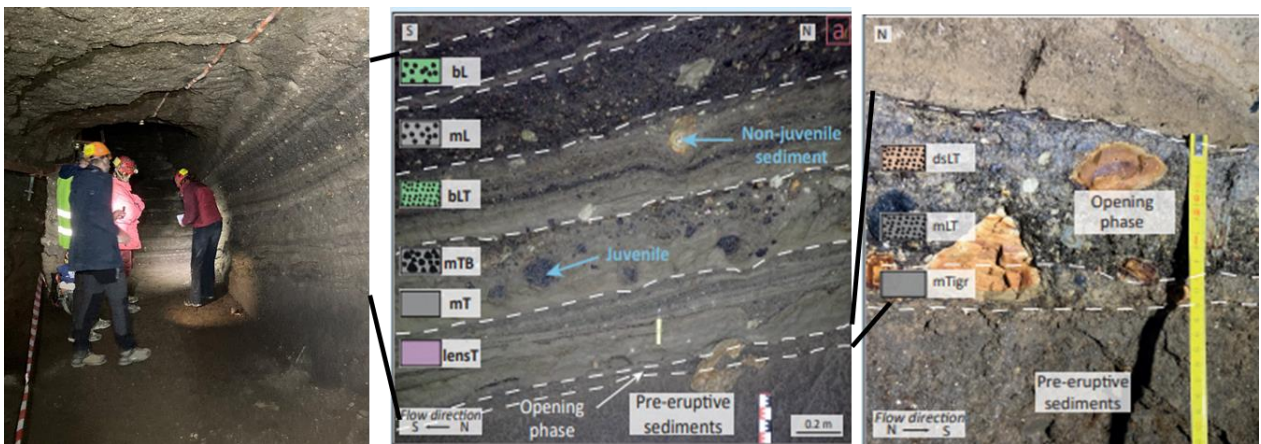 S
N
a
bL
mL
Non-juvenile
sediment
bLT
mTB
Juvenile
mT
lensT
Opening
phase
Pre-eruptive
sediments
Flow direction
S
N
0.2 m
N
dsLT
Opening
phase
mLT
mTigr
Pre-eruptive
sediments
Flow direction
N
S